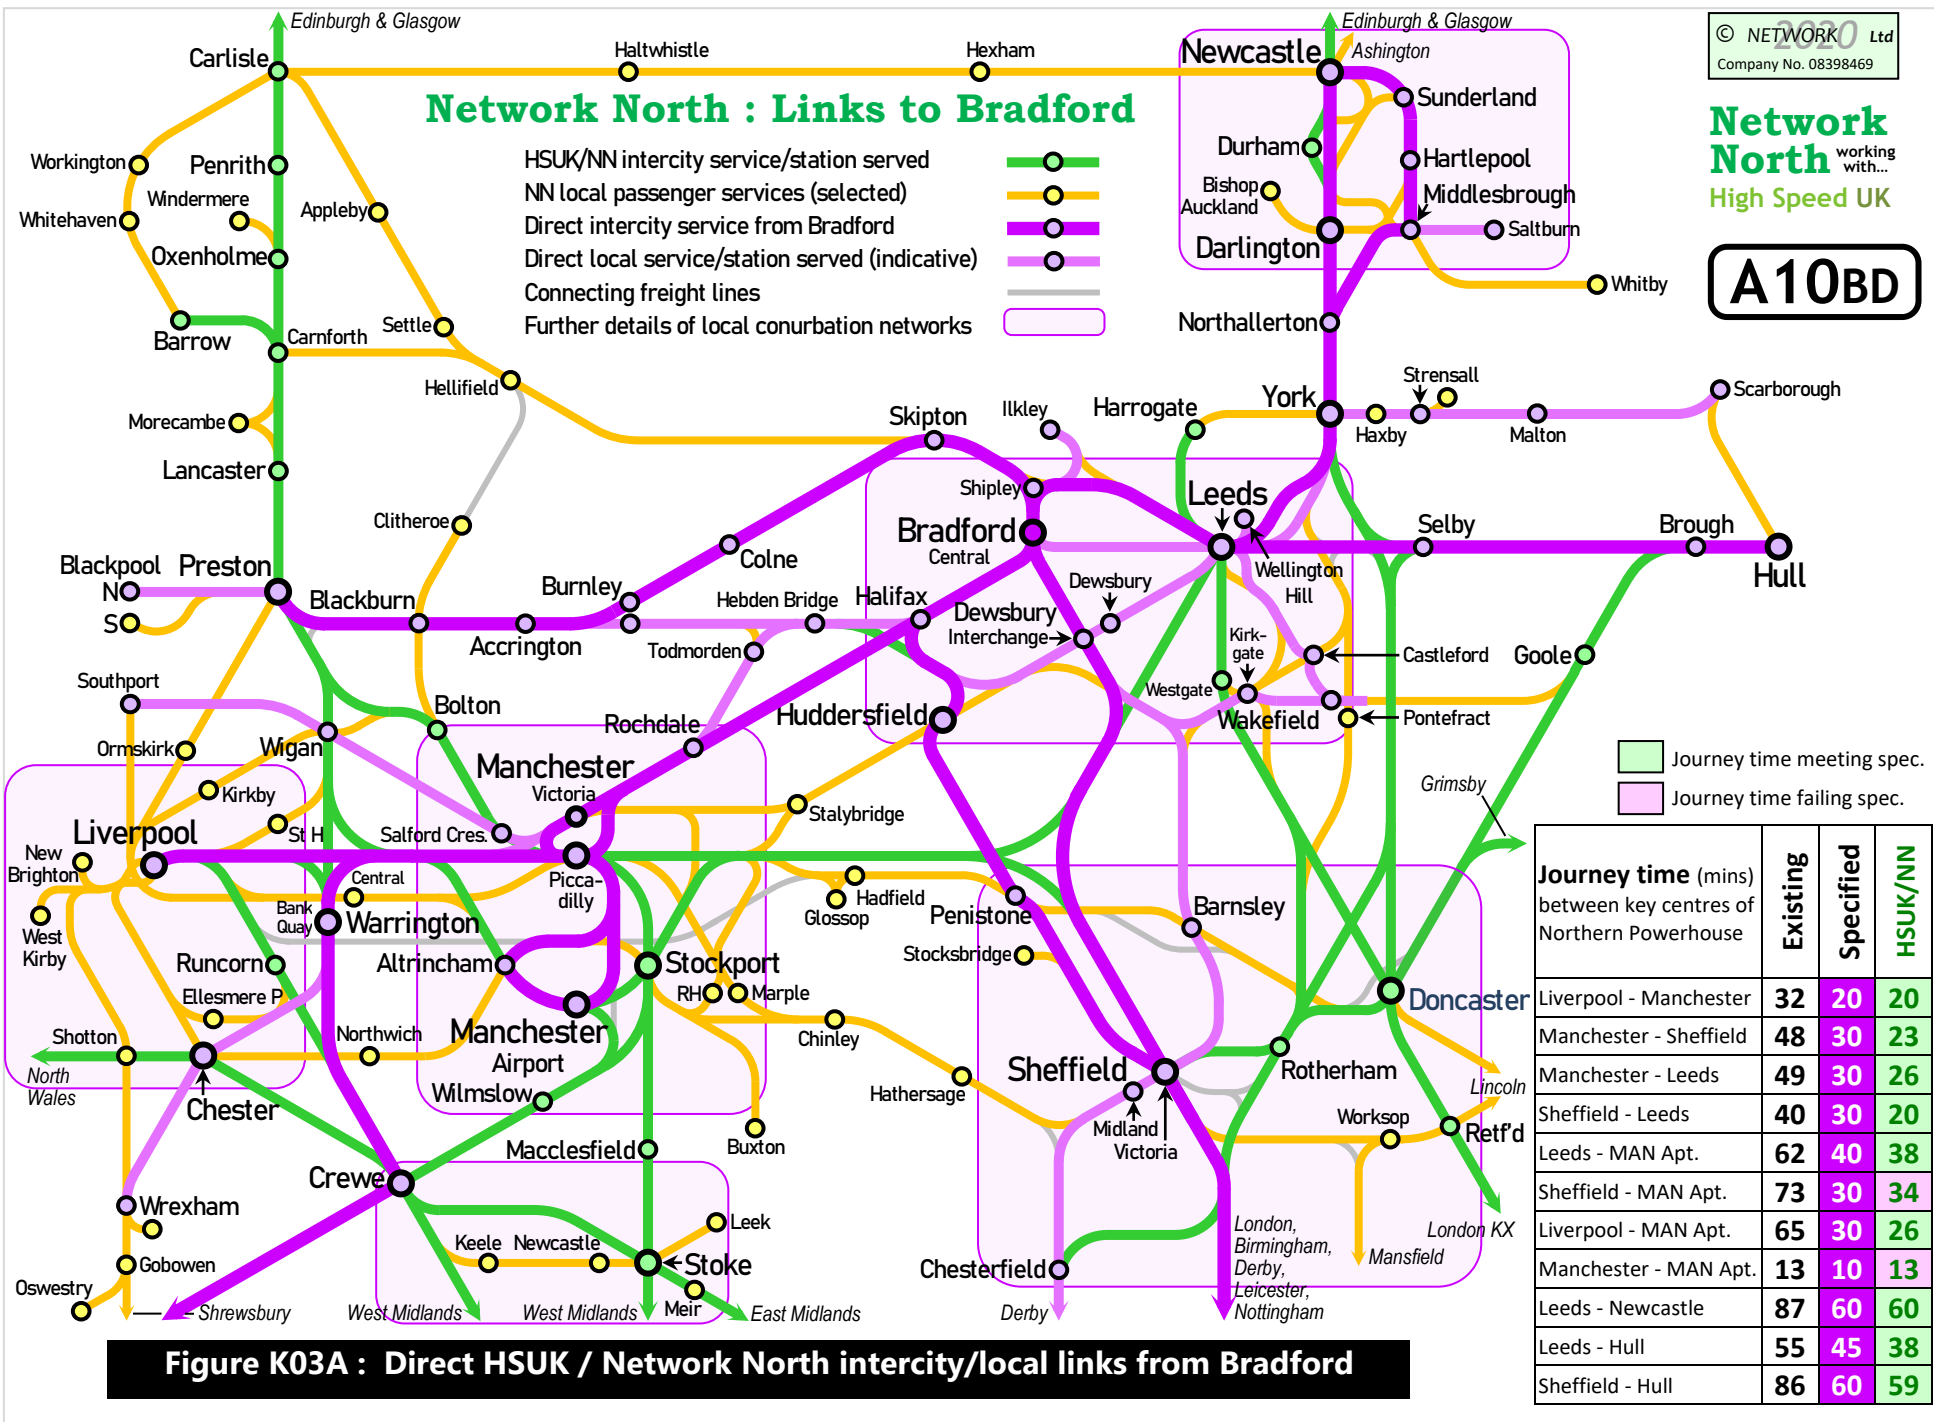 Edinburgh & Glasgow
Edinburgh & Glasgow
© NETWORK 2020 Ltd
Company No. 08398469
Carlisle
Haltwhistle
Hexham
Newcastle
Ashington
Network North : Links to Bradford
Sunderland
Network
North working
with...
High Speed UK
HSUK/NN intercity service/station served
NN local passenger services (selected)
Direct intercity service from Bradford
Direct local service/station served (indicative)
Connecting freight lines
Further details of local conurbation networks
Durham
Hartlepool
Bishop
Auckland
Middlesbrough
Saltburn
Darlington
Whitby
A10BD
Northallerton
Workington
Penrith
Windermere
Whitehaven
Appleby
Oxenholme
Barrow
Settle
Carnforth
Hellifield
Morecambe
Lancaster
Clitheroe
Skipton
Ilkley
Harrogate
York
Strensall
Haxby
Malton
Scarborough
Shipley
Leeds
Bradford
Central
Selby
Brough
Hull
Wellington
Hill
Blackpool
N
S
Preston
Blackburn
Burnley
Colne
Accrington
Hebden Bridge
Halifax
Todmorden
Dewsbury
Dewsbury
Interchange
Kirk-
gate
Castleford
Goole
Westgate
Wakefield
Pontefract
Huddersfield
Southport
Bolton
Rochdale
Ormskirk
Wigan
Kirkby
Manchester
Victoria
Stalybridge
Liverpool
St H
Salford Cres.
New
Brighton
Central
Picca-
dilly
Bank
Quay
Warrington
West
Kirby
Glossop
Hadfield
Penistone
Barnsley
Stocksbridge
Runcorn
Altrincham
Stockport
Ellesmere P
RH
Marple
Doncaster
Shotton
Northwich
Manchester
Airport
Chinley
North
Wales
Chester
Wilmslow
Hathersage
Sheffield
Rotherham
Midland
Victoria
Worksop
Lincoln
Retf'd
Buxton
Macclesfield
Crewe
Wrexham
Leek
Keele
Newcastle
Stoke
Gobowen
Oswestry
Meir
Shrewsbury
West Midlands
West Midlands
East Midlands
Chesterfield
Derby
London,
Birmingham,
Derby,
Leicester,
Nottingham
Mansfield
London KX
Grimsby
Journey time meeting spec.
Journey time failing spec.
Journey time (mins)
between key centres of
Northern Powerhouse
Existing
Specified
HSUK/NN
Liverpool - Manchester 32 20 20
Manchester - Sheffield 48 30 23
Manchester - Leeds 49 30 26
Sheffield - Leeds 40 30 20
Leeds - MAN Apt. 62 40 38
Sheffield - MAN Apt. 73 30 34
Liverpool - MAN Apt. 65 30 26
Manchester - MAN Apt. 13 10 13
Leeds - Newcastle 87 60 60
Leeds - Hull 55 45 38
Sheffield - Hull 86 60 59
Figure K03A : Direct HSUK / Network North intercity/local links from Bradford